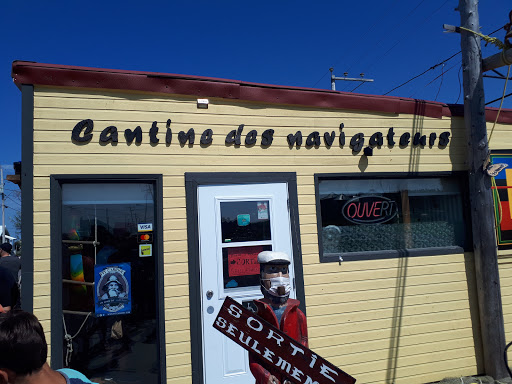 Cantine des navigateurs
OUVERT
VISA
SORTIE
SEULEMENT